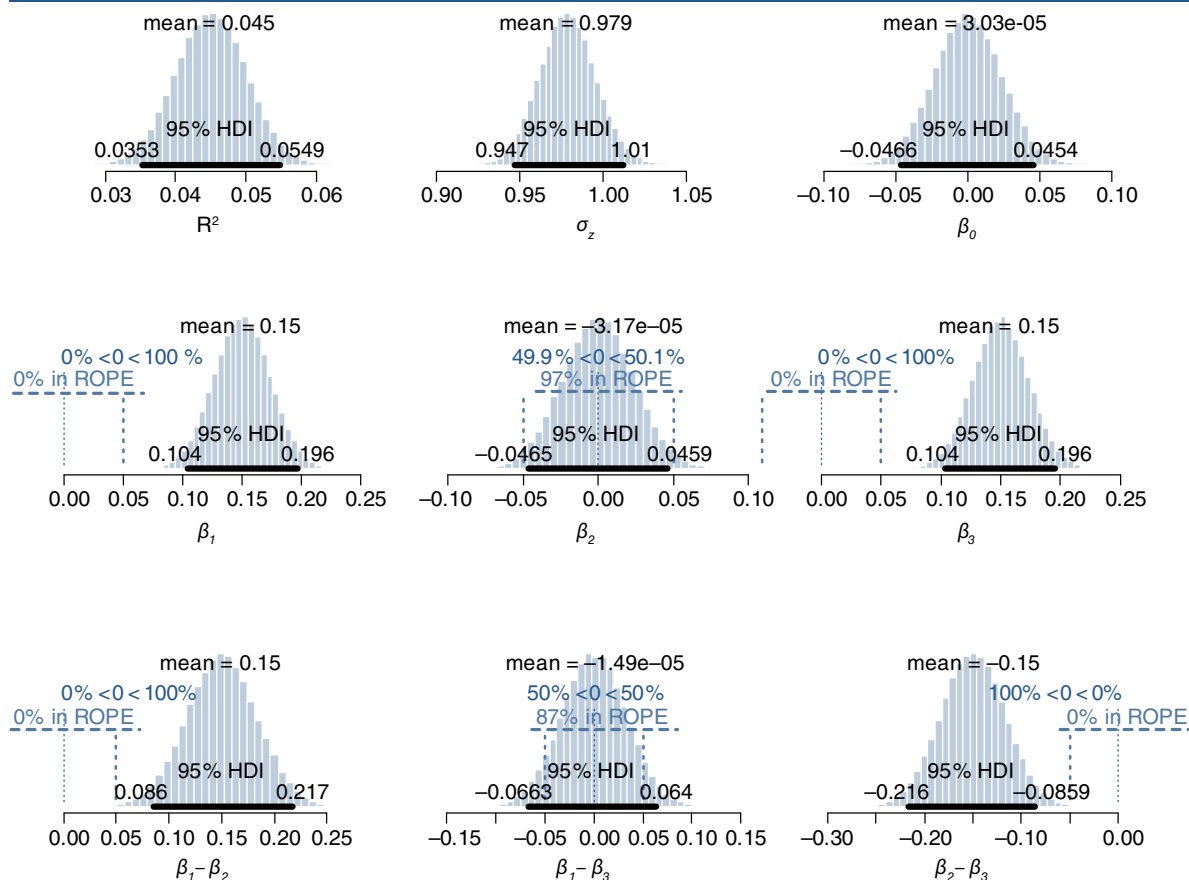 mean = 0.045
95% HDI
0.0353 0.0549
0.03 0.04 0.05 0.06
R²
mean = 0.979
95% HDI
0.947 1.01
0.90 0.95 1.00 1.05
σz
mean = 3.03e-05
95% HDI
–0.0466 0.0454
–0.10 –0.05 0.00 0.05 0.10
β0
mean = 0.15
0% <0 < 100 %
0% in ROPE
95% HDI
0.104 0.196
0.00 0.05 0.10 0.15 0.20 0.25
β1
mean = –3.17e–05
49.9 % <0 <50.1%
97% in ROPE
95% HDI
–0.0465 0.0459
–0.10 –0.05 0.00 0.05 0.10
β2
mean = 0.15
0% <0 < 100%
0% in ROPE
95% HDI
0.104 0.196
0.00 0.05 0.10 0.15 0.20 0.25
β3
mean = 0.15
0% <0 < 100%
0% in ROPE
95% HDI
0.086 0.217
0.00 0.05 0.10 0.15 0.20 0.25
β1– β2
mean = –1.49e–05
50% <0 <50%
87% in ROPE
95% HDI
–0.0663 0.064
–0.15 –0.05 0.00 0.05 0.10 0.15
β1– β3
mean = –0.15
100% <0 <0%
0% in ROPE
95% HDI
–0.216 –0.0859
–0.30 –0.20 –0.10 0.00
β2– β3